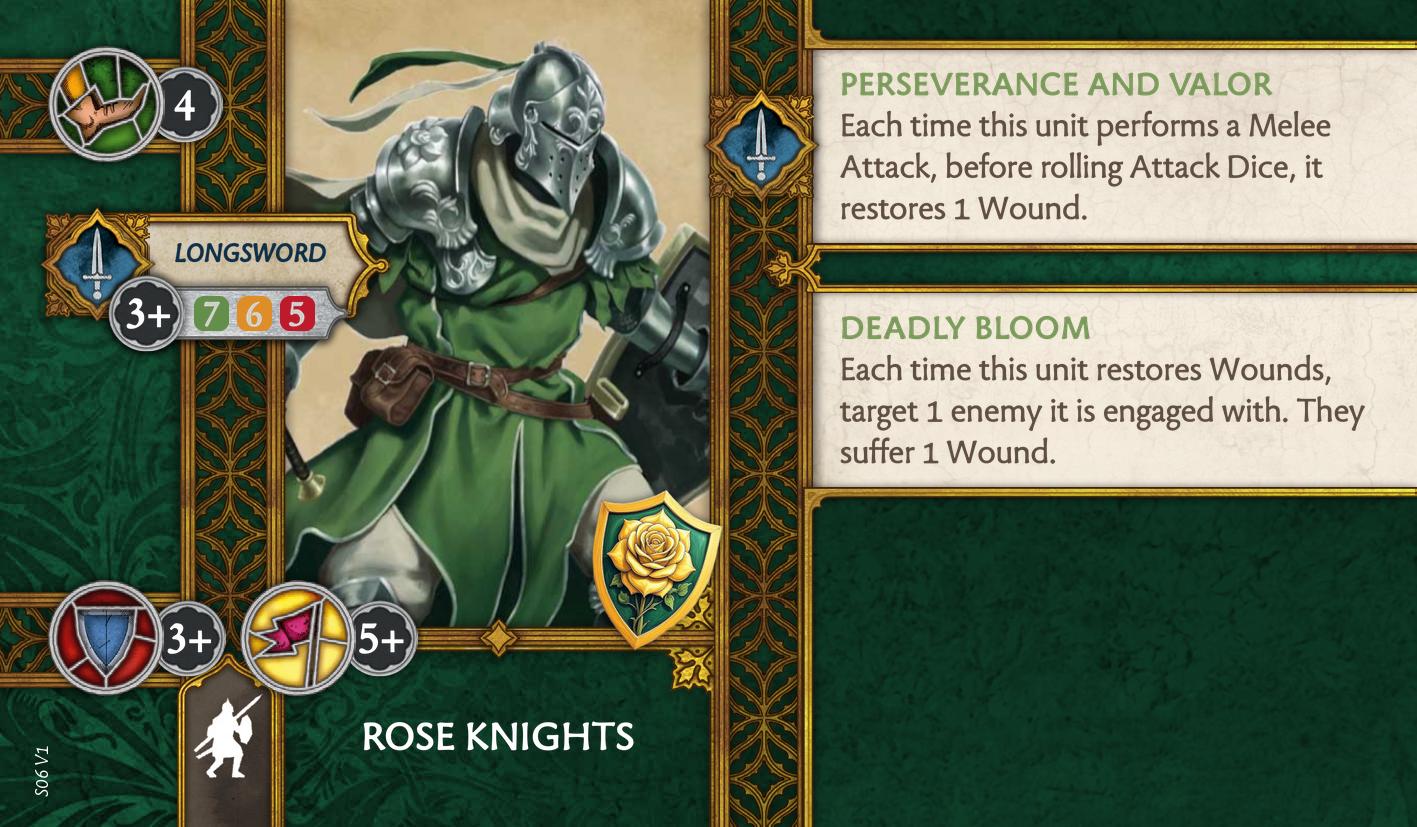 4
LONGSWORD
3+ 7 6 5
3+ 5+
ROSE KNIGHTS
S06 V1
PERSEVERANCE AND VALOR
Each time this unit performs a Melee
Attack, before rolling Attack Dice, it
restores 1 Wound.
DEADLY BLOOM
Each time this unit restores Wounds,
target 1 enemy it is engaged with. They
suffer 1 Wound.